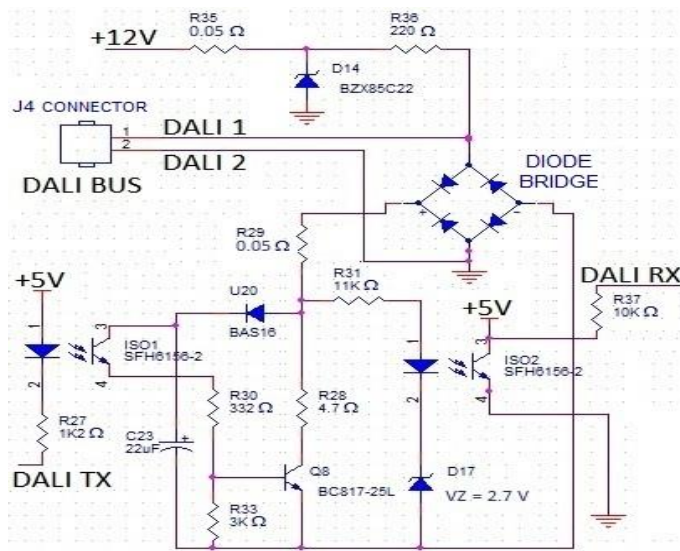 R35
0.05 Ω
R36
220 Ω
+12V
D14
BZX85C22
J4 CONNECTOR
1
2
DALI 1
DALI 2
DALI BUS
DIODE
BRIDGE
+
-
R29
0.05 Ω
R31
11K Ω
DALI RX
+5V
U20
BAS16
+5V
R37
10K Ω
1
2
3
4
ISO1
SFH6156-2
1
2
3
4
ISO2
SFH6156-2
R30
332 Ω
R28
4.7 Ω
R27
1K2 Ω
C23
22uF
+
DALI TX
Q8
BC817-25L
D17
VZ = 2.7 V
R33
3K Ω